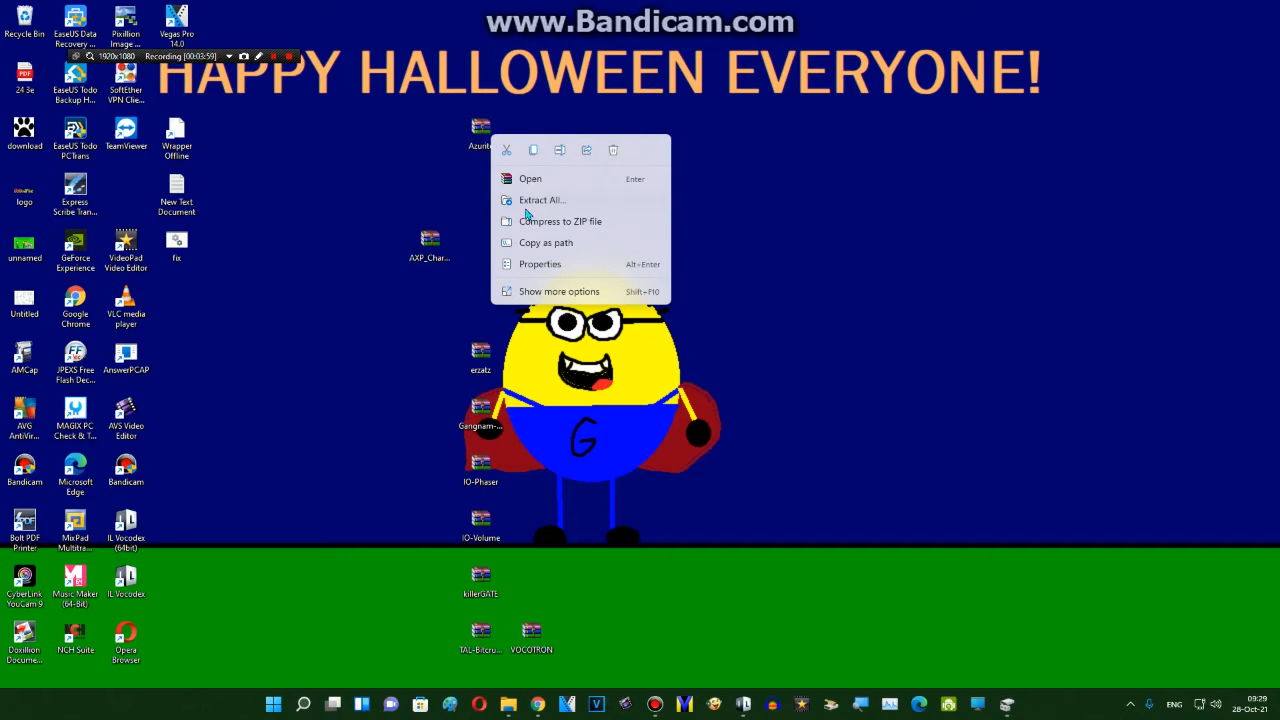 www.Bandicam.com
HAPPY HALLOWEEN EVERYONE!
1920x1080 Recording [00:03:59]
Recycle Bin
EaseUS Data
Recovery ...
Pixillion
Image ...
Vegas Pro
14.0
24 3e
EaseUS Todo
Backup H...
SoftEther
VPN Clie...
download
EaseUS Todo
PCTrans
TeamViewer
Wrapper
Offline
logo
Express
Scribe Tran...
New Text
Document
unnamed
GeForce
Experience
VideoPad
Video Editor
fix
Untitled
Google
Chrome
VLC media
player
AMCap
JPEXS Free
Flash Dec...
AnswerPCAP
AVG
AntiVir...
MAGIX PC
Check & T...
AVS Video
Editor
Bandicam
Microsoft
Edge
Bandicam
Bolt PDF
Printer
MixPad
Multitra...
IL Vocodex
(64bit)
CyberLink
YouCam 9
Music Maker
(64-Bit)
IL Vocodex
Doxillion
Docume...
NCH Suite
Opera
Browser
AXP_Char...
erzatz
Gangnam-...
IO-Phaser
IO-Volume
killerGATE
TAL-Bitcru...
VOCOTRON
Open Enter
Extract All...
Compress to ZIP file
Copy as path
Properties Alt+Enter
Show more options Shift+F10
G
ENG
09:29
28-Oct-21